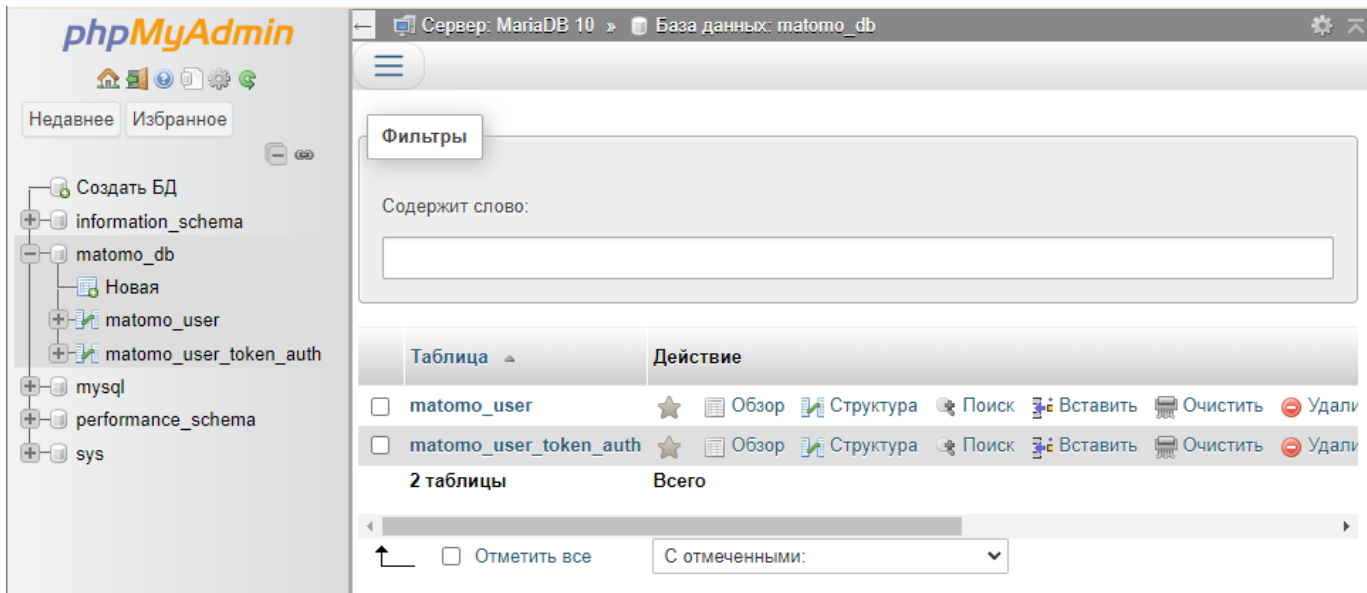 phpMyAdmin
Недавнее Избранное
Создать БД
information_schema
matomo_db
Новая
matomo_user
matomo_user_token_auth
mysql
performance_schema
sys
Сервер: MariaDB 10 » База данных: matomo_db
Фильтры
Содержит слово:
Таблица Действие
matomo_user Обзор Структура Поиск Вставить Очистить Удали
matomo_user_token_auth Обзор Структура Поиск Вставить Очистить Удали
2 таблицы Всего
Отметить все С отмеченными: